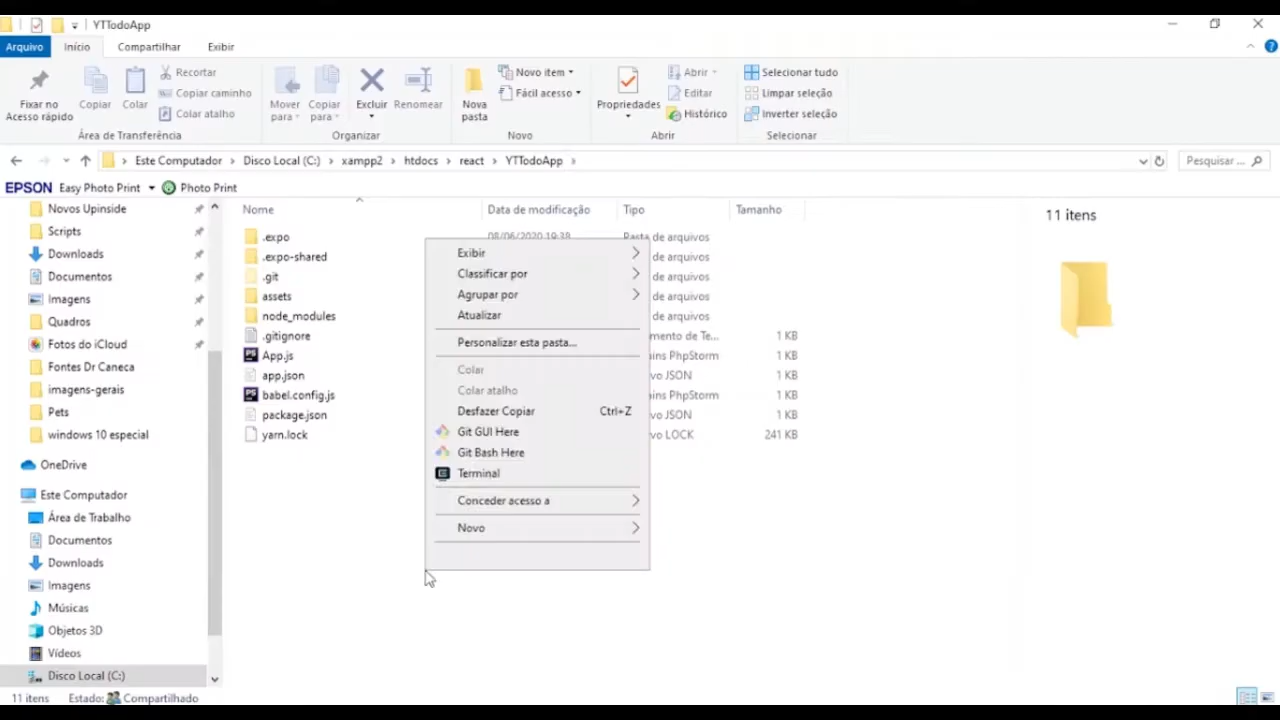 YTTodoApp
Arquivo Início Compartilhar Exibir
Fixar no Acesso rápido
Copiar
Colar
Recortar
Copiar caminho
Colar atalho
Área de Transferência
Mover para
Copiar para
Excluir
Renomear
Organizar
Nova pasta
Novo item
Fácil acesso
Novo
Propriedades
Abrir
Editar
Histórico
Abrir
Selecionar tudo
Limpar seleção
Inverter seleção
Selecionar
Este Computador Disco Local (C:) xampp2 htdocs react YTTodoApp
Pesquisar ...
EPSON Easy Photo Print Photo Print
Novos Upinside
Scripts
Downloads
Documentos
Imagens
Quadros
Fotos do iCloud
Fontes Dr Caneca
imagens-gerais
Pets
windows 10 especial
OneDrive
Este Computador
Área de Trabalho
Documentos
Downloads
Imagens
Músicas
Objetos 3D
Vídeos
Disco Local (C:)
Nome Data de modificação Tipo Tamanho
.expo 08/06/2020 19:38 Pasta de arquivos
.expo-shared de arquivos
.git de arquivos
assets de arquivos
node_modules de arquivos
.gitignore mento de Te... 1 KB
App.js ins PhpStorm 1 KB
app.json vo JSON 1 KB
babel.config.js ins PhpStorm 1 KB
package.json vo JSON 1 KB
yarn.lock vo LOCK 241 KB
Exibir
Classificar por
Agrupar por
Atualizar
Personalizar esta pasta...
Colar
Colar atalho
Desfazer Copiar Ctrl+Z
Git GUI Here
Git Bash Here
Terminal
Conceder acesso a
Novo
11 itens
11 itens Estado: Compartilhado